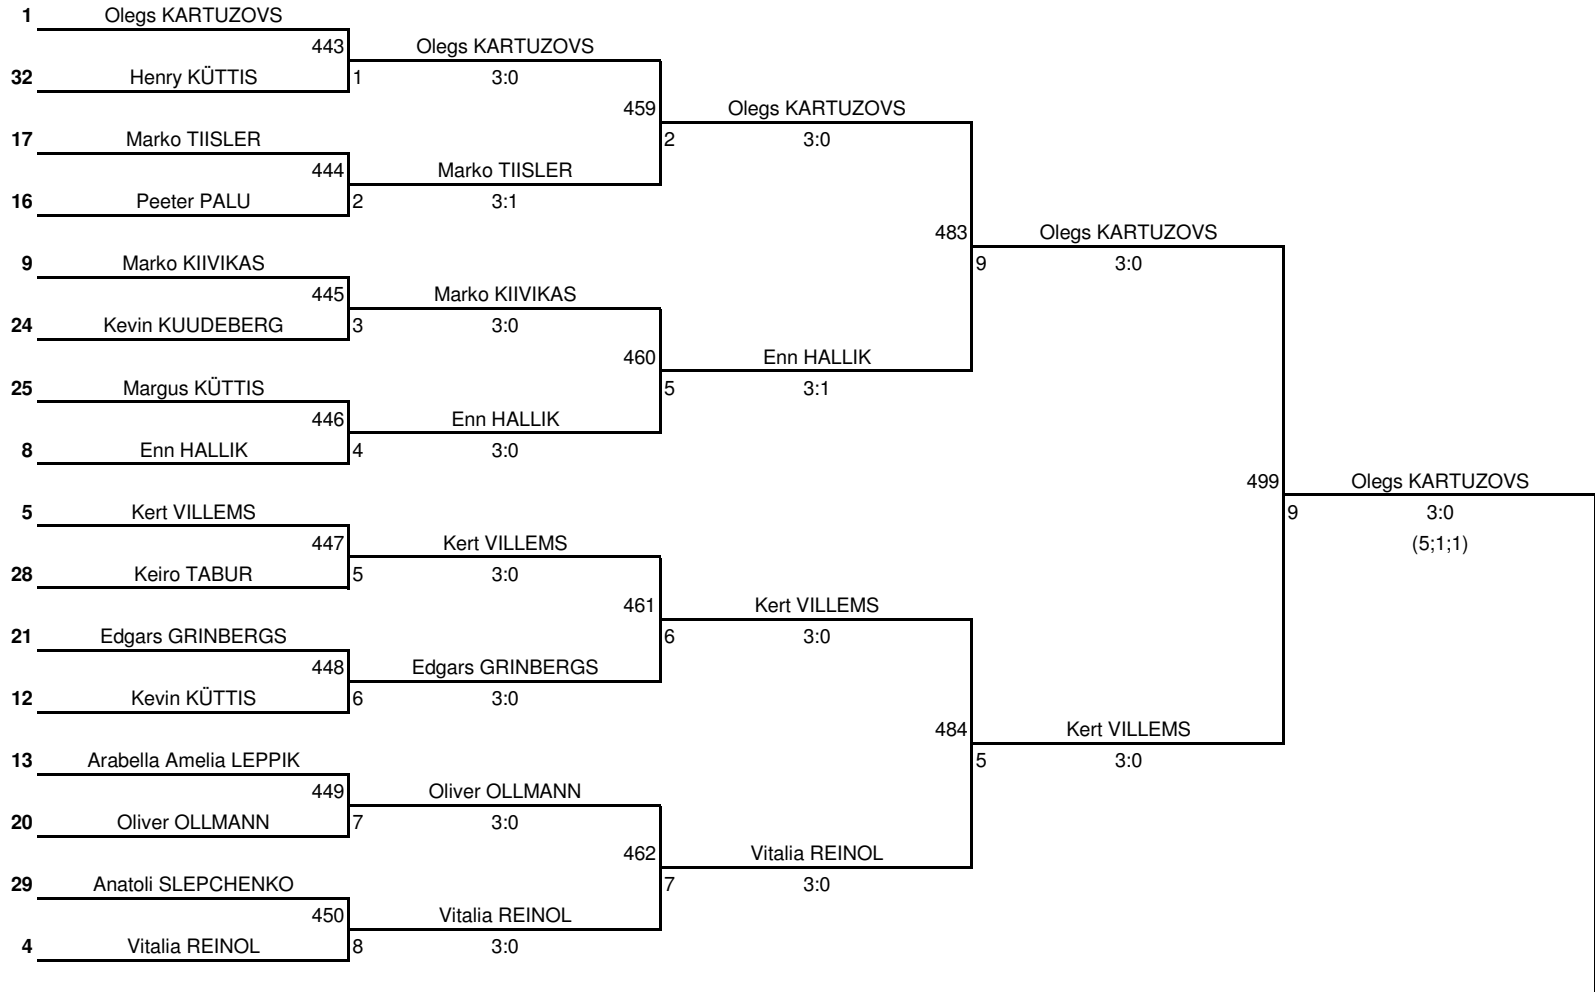 1 Olegs KARTUZOVS
443 Olegs KARTUZOVS
32 Henry KÜTTIS 1 3:0
459 Olegs KARTUZOVS
17 Marko TIISLER 2 3:0
444 Marko TIISLER
16 Peeter PALU 2 3:1
483 Olegs KARTUZOVS
9 Marko KIIVIKAS 9 3:0
445 Marko KIIVIKAS
24 Kevin KUUDEBERG 3 3:0
460 Enn HALLIK
25 Margus KÜTTIS 5 3:1
446 Enn HALLIK
8 Enn HALLIK 4 3:0
499 Olegs KARTUZOVS
5 Kert VILLEMS 9 3:0
447 Kert VILLEMS (5;1;1)
28 Keiro TABUR 5 3:0
461 Kert VILLEMS
21 Edgars GRINBERGS 6 3:0
448 Edgars GRINBERGS
12 Kevin KÜTTIS 6 3:0
484 Kert VILLEMS
13 Arabella Amelia LEPPIK 5 3:0
449 Oliver OLLMANN
20 Oliver OLLMANN 7 3:0
462 Vitalia REINOL
29 Anatoli SLEPCHENKO 7 3:0
450 Vitalia REINOL
4 Vitalia REINOL 8 3:0